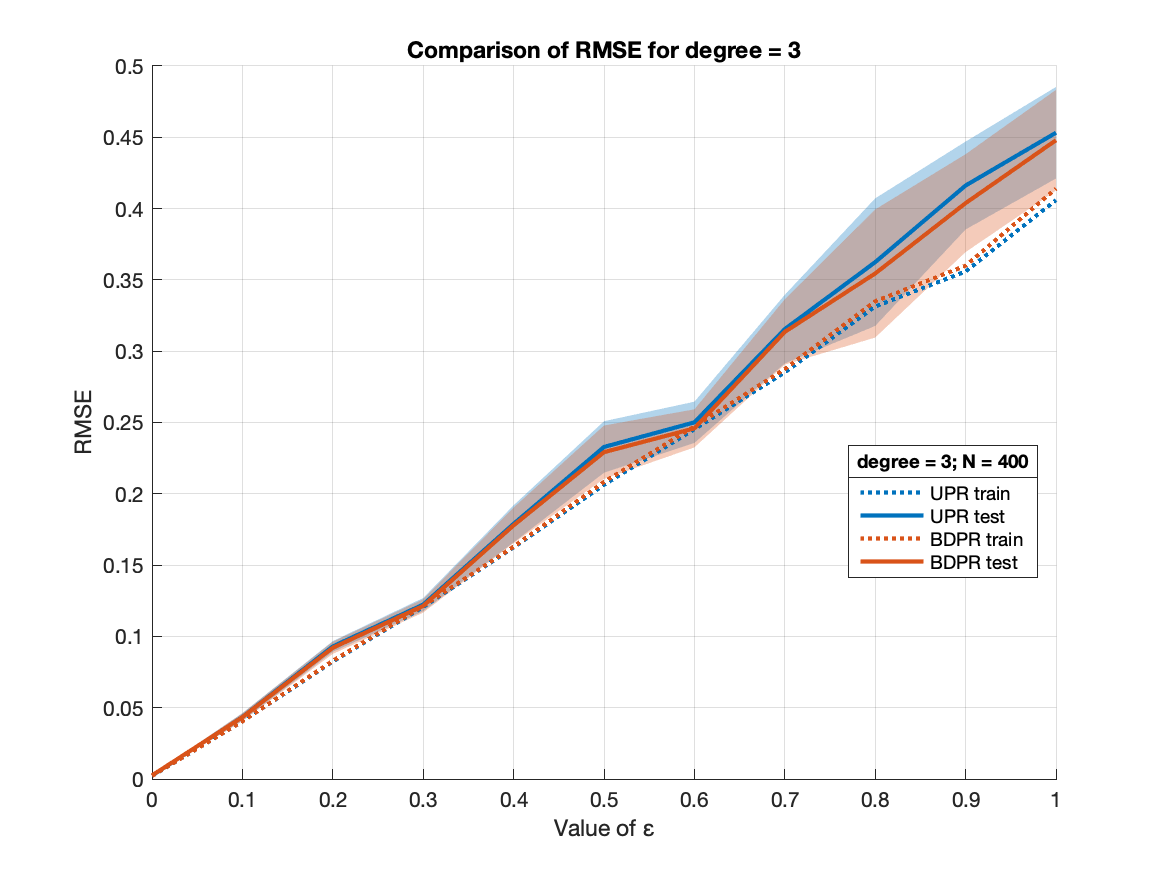 Comparison of RMSE for degree = 3
0.5
0.45
0.4
0.35
0.3
0.25
0.2
0.15
0.1
0.05
0
RMSE
degree = 3; N = 400
UPR train
UPR test
BDPR train
BDPR test
0 0.1 0.2 0.3 0.4 0.5 0.6 0.7 0.8 0.9 1
Value of ε